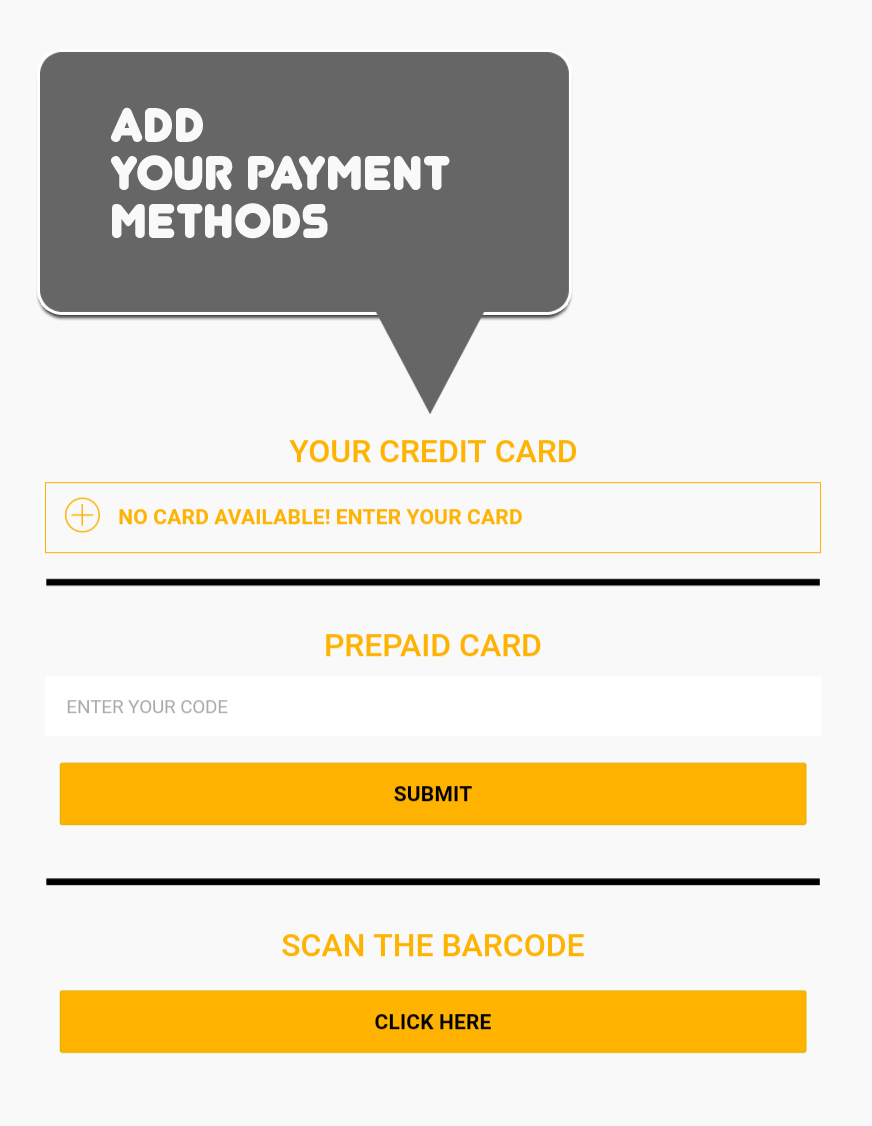 ADD
YOUR PAYMENT
METHODS
YOUR CREDIT CARD
NO CARD AVAILABLE! ENTER YOUR CARD
PREPAID CARD
ENTER YOUR CODE
SUBMIT
SCAN THE BARCODE
CLICK HERE